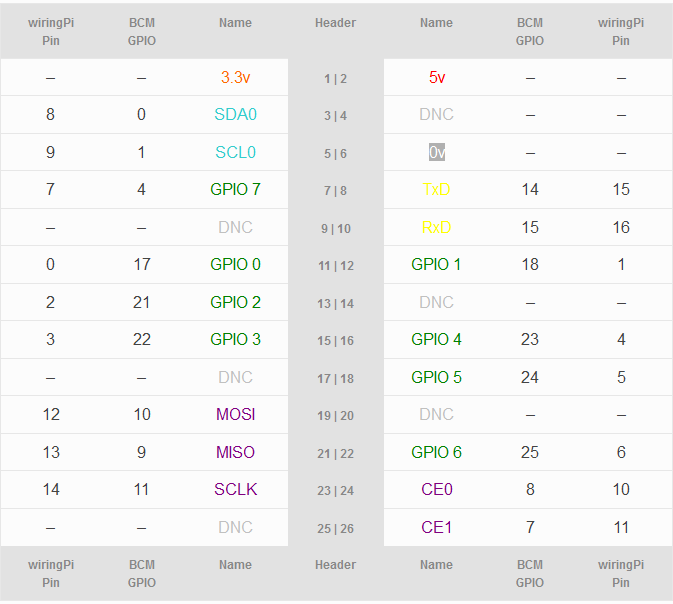 wiringPi Pin BCM GPIO Name Header Name BCM GPIO wiringPi Pin
– – 3.3v 1 | 2 5v – –
8 0 SDA0 3 | 4 DNC – –
9 1 SCL0 5 | 6 0v – –
7 4 GPIO 7 7 | 8 TxD 14 15
– – DNC 9 | 10 RxD 15 16
0 17 GPIO 0 11 | 12 GPIO 1 18 1
2 21 GPIO 2 13 | 14 DNC – –
3 22 GPIO 3 15 | 16 GPIO 4 23 4
– – DNC 17 | 18 GPIO 5 24 5
12 10 MOSI 19 | 20 DNC – –
13 9 MISO 21 | 22 GPIO 6 25 6
14 11 SCLK 23 | 24 CE0 8 10
– – DNC 25 | 26 CE1 7 11
wiringPi Pin BCM GPIO Name Header Name BCM GPIO wiringPi Pin